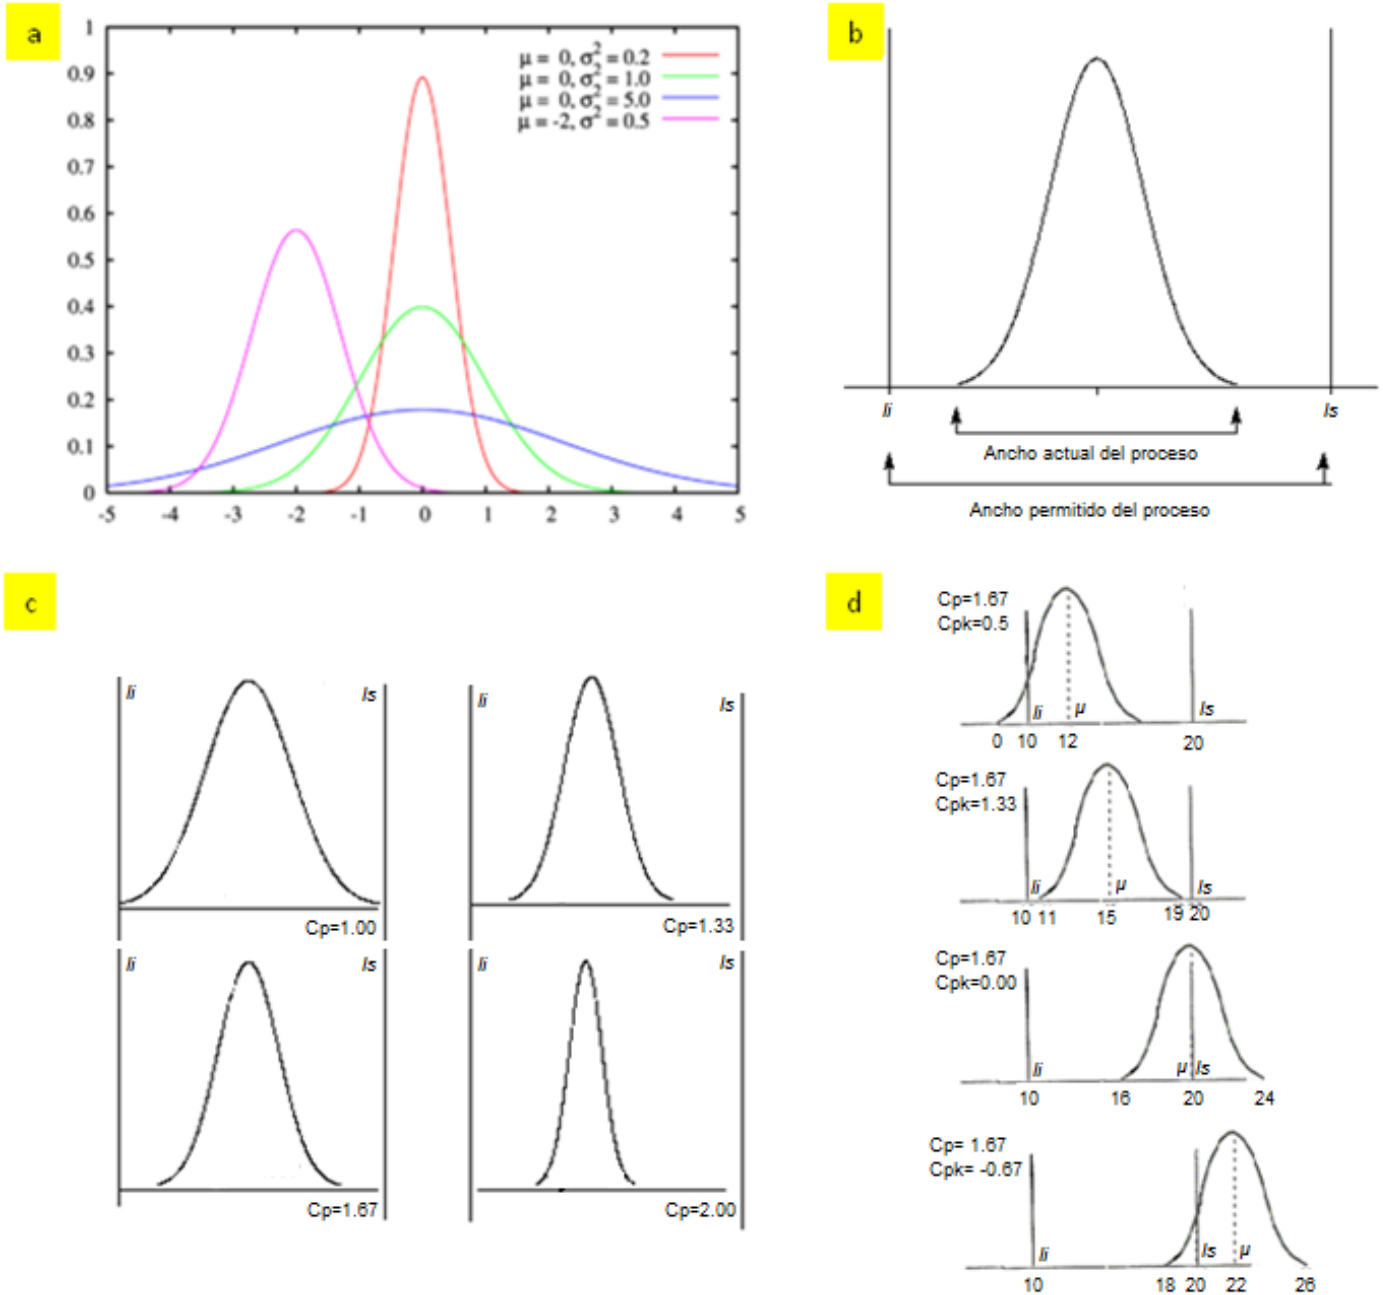 a
μ = 0, σ² = 0.2
μ = 0, σ² = 1.0
μ = 0, σ² = 5.0
μ = -2, σ² = 0.5
1
0.9
0.8
0.7
0.6
0.5
0.4
0.3
0.2
0.1
0
-5 -4 -3 -2 -1 0 1 2 3 4 5
b
li ls
Ancho actual del proceso
Ancho permitido del proceso
c
li ls
Cp=1.00
li ls
Cp=1.33
li ls
Cp=1.67
li ls
Cp=2.00
d
Cp=1.67
Cpk=0.5
li μ ls
0 10 12 20
Cp=1.67
Cpk=1.33
li μ ls
10 11 15 19 20
Cp=1.67
Cpk=0.00
li μ ls
10 16 20 24
Cp= 1.67
Cpk= -0.67
li ls μ
10 18 20 22 26